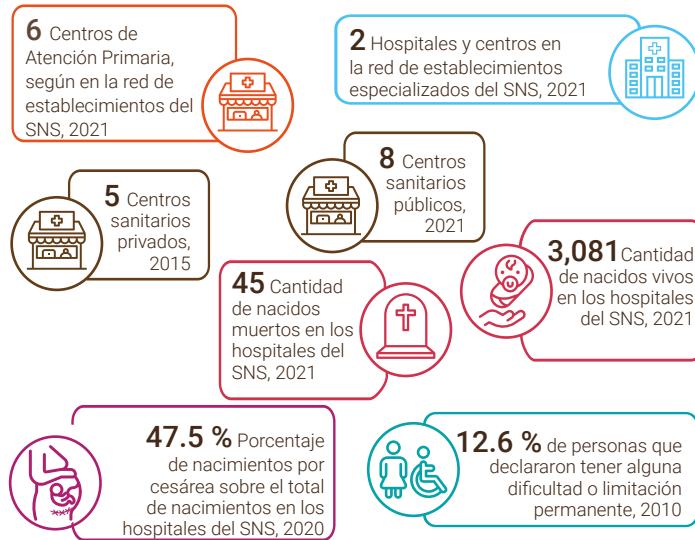 6 Centros de
Atención Primaria,
según en la red de
establecimientos del
SNS, 2021
2 Hospitales y centros en
la red de establecimientos
especializados del SNS, 2021
5 Centros
sanitarios
privados,
2015
8 Centros
sanitarios
públicos,
2021
45 Cantidad
de nacidos
muertos en los
hospitales del
SNS, 2021
3,081 Cantidad
de nacidos vivos
en los hospitales
del SNS, 2021
47.5 % Porcentaje
de nacimientos por
cesárea sobre el total
de nacimientos en los
hospitales del SNS, 2020
12.6 % de personas que
declararon tener alguna
dificultad o limitación
permanente, 2010